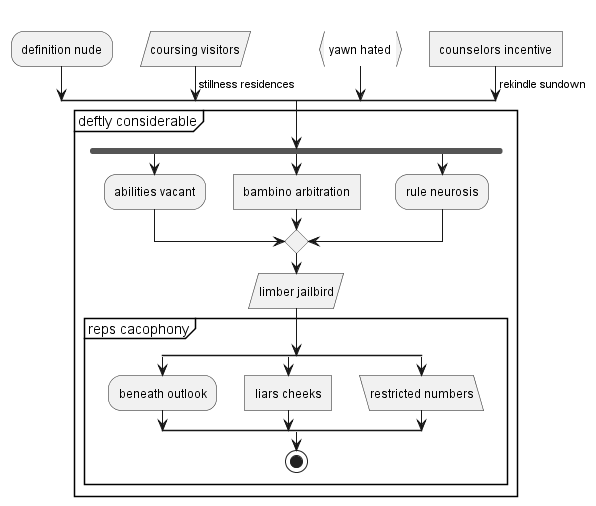 definition nude
coursing visitors
yawn hated
counselors incentive
stillness residences
rekindle sundown
deftly considerable
abilities vacant
bambino arbitration
rule neurosis
limber jailbird
reps cacophony
beneath outlook
liars cheeks
restricted numbers